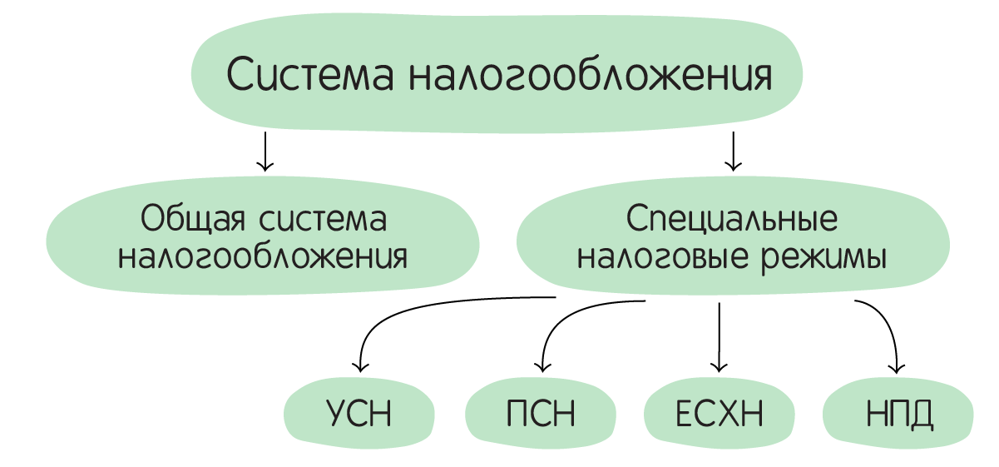 Система налогообложения
Общая система
налогообложения
Специальные
налоговые режимы
УСН
ПСН
ЕСХН
НПД